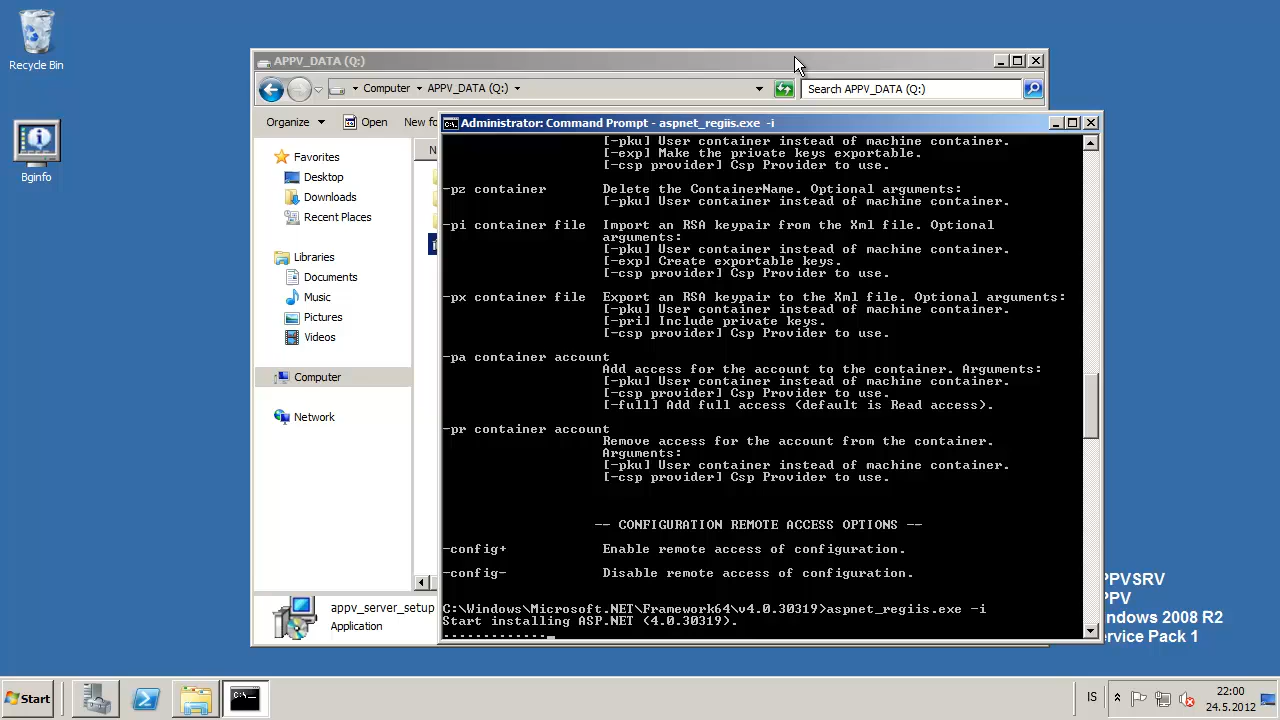 Recycle Bin
Bginfo
APPV_DATA (Q:)
Computer
APPV_DATA (Q:)
Search APPV_DATA (Q:)
Organize
Open
New fo
Favorites
Desktop
Downloads
Recent Places
Libraries
Documents
Music
Pictures
Videos
Computer
Network
N
appv_server_setup
Application
Administrator: Command Prompt - aspnet_regiis.exe -i
[-pku] User container instead of machine container.
[-exp] Make the private keys exportable.
[-csp provider] Csp Provider to use.
-pz container Delete the ContainerName. Optional arguments:
[-pku] User container instead of machine container.
-pi container file Import an RSA keypair from the Xml file. Optional
arguments:
[-pku] User container instead of machine container.
[-exp] Create exportable keys.
[-csp provider] Csp Provider to use.
-px container file Export an RSA keypair to the Xml file. Optional arguments:
[-pku] User container instead of machine container.
[-pri] Include private keys.
[-csp provider] Csp Provider to use.
-pa container account
Add access for the account to the container. Arguments:
[-pku] User container instead of machine container.
[-csp provider] Csp Provider to use.
[-full] Add full access (default is Read access).
-pr container account
Remove access for the account from the container.
Arguments:
[-pku] User container instead of machine container.
[-csp provider] Csp Provider to use.
-- CONFIGURATION REMOTE ACCESS OPTIONS --
-config+ Enable remote access of configuration.
-config- Disable remote access of configuration.
C:\Windows\Microsoft.NET\Framework64\v4.0.30319>aspnet_regiis.exe -i
Start installing ASP.NET (4.0.30319).
............._
PPVSRV
PPV
ndows 2008 R2
ervice Pack 1
Start
IS
22:00
24.5.2012